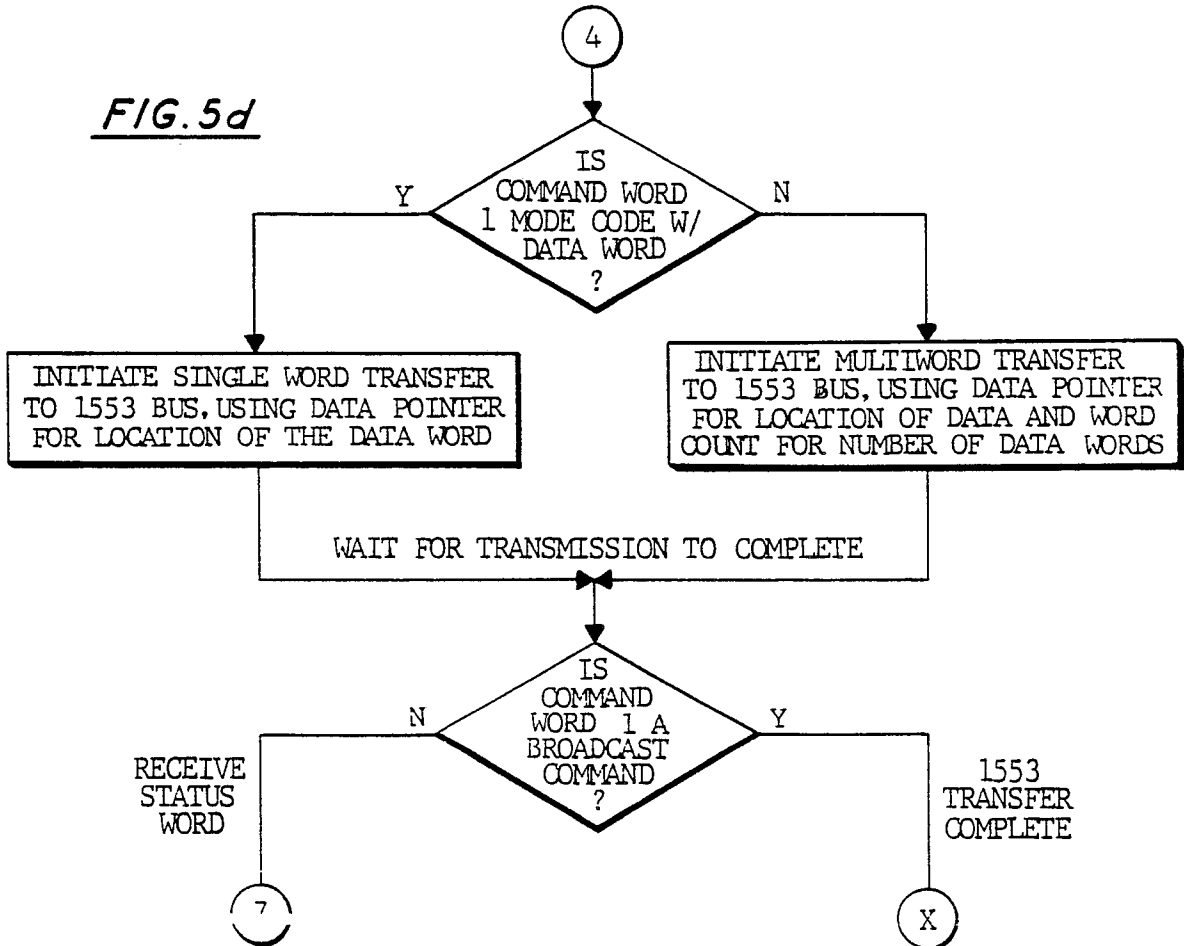 4
FIG. 5d
IS
COMMAND WORD
1 MODE CODE W/
DATA WORD
?
Y
N
INITIATE SINGLE WORD TRANSFER
TO 1553 BUS, USING DATA POINTER
FOR LOCATION OF THE DATA WORD
INITIATE MULTIWORD TRANSFER
TO 1553 BUS, USING DATA POINTER
FOR LOCATION OF DATA AND WORD
COUNT FOR NUMBER OF DATA WORDS
WAIT FOR TRANSMISSION TO COMPLETE
IS
COMMAND
WORD 1 A
BROADCAST
COMMAND
?
N
Y
RECEIVE
STATUS
WORD
1553
TRANSFER
COMPLETE
7
X